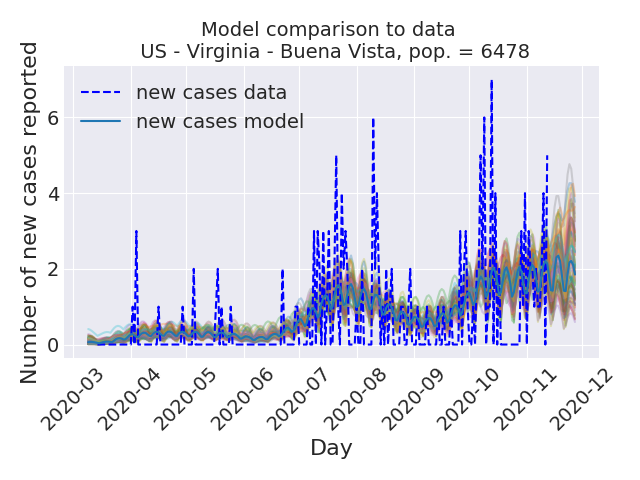 Model comparison to data
US - Virginia - Buena Vista, pop. = 6478
new cases data
new cases model
Number of new cases reported
6
4
2
0
2020-03
2020-04
2020-05
2020-06
2020-07
2020-08
2020-09
2020-10
2020-11
2020-12
Day